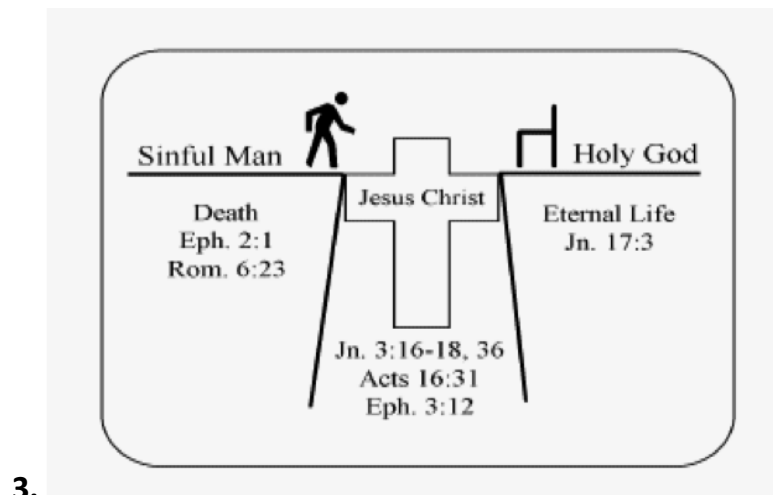 Sinful Man
Holy God
Jesus Christ
Death
Eph. 2:1
Rom. 6:23
Eternal Life
Jn. 17:3
Jn. 3:16-18, 36
Acts 16:31
Eph. 3:12
3.